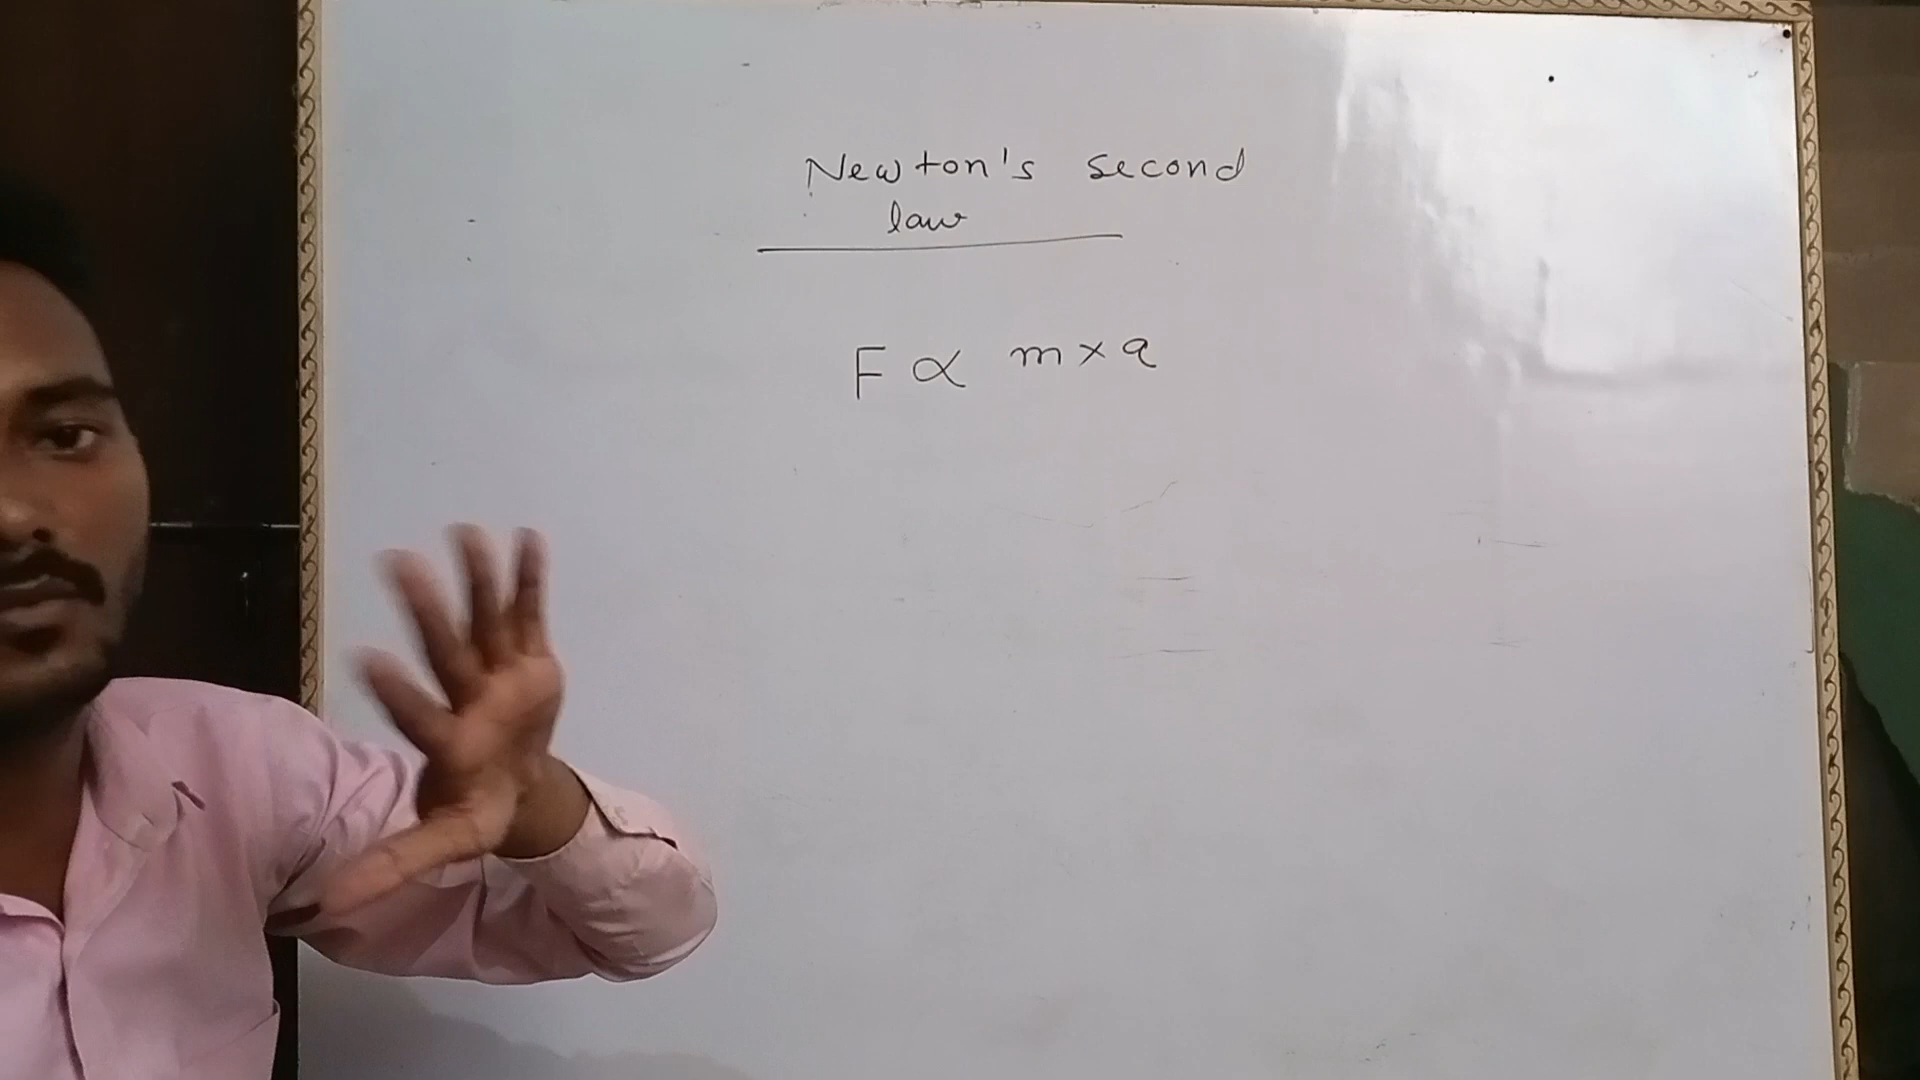 Newton's second
law
F ∝ m × a